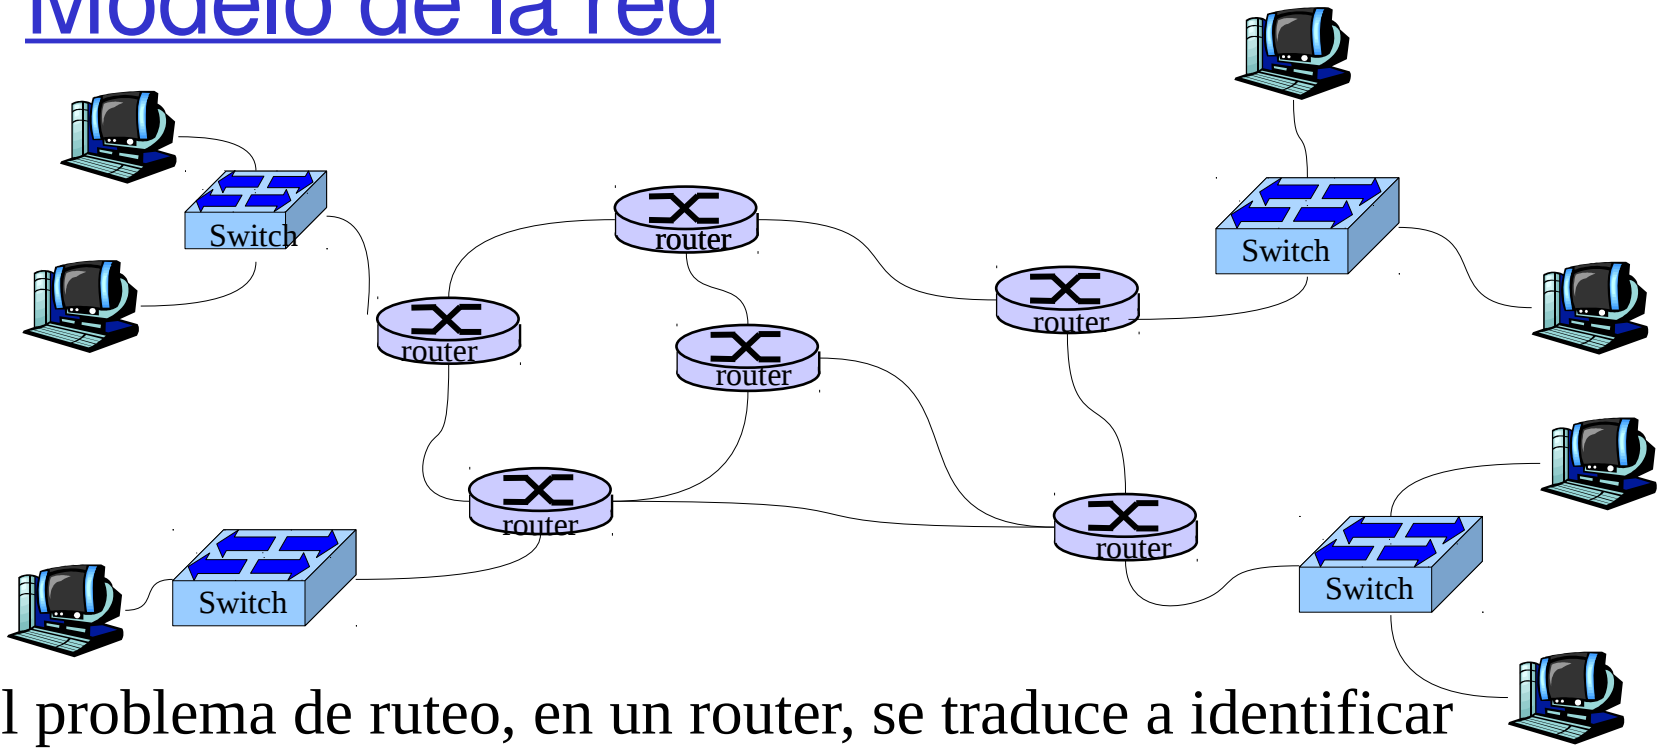 Modelo de la red
Switch
router
Switch
router
router
router
router
Switch
router
Switch
l problema de ruteo, en un router, se traduce a identificar